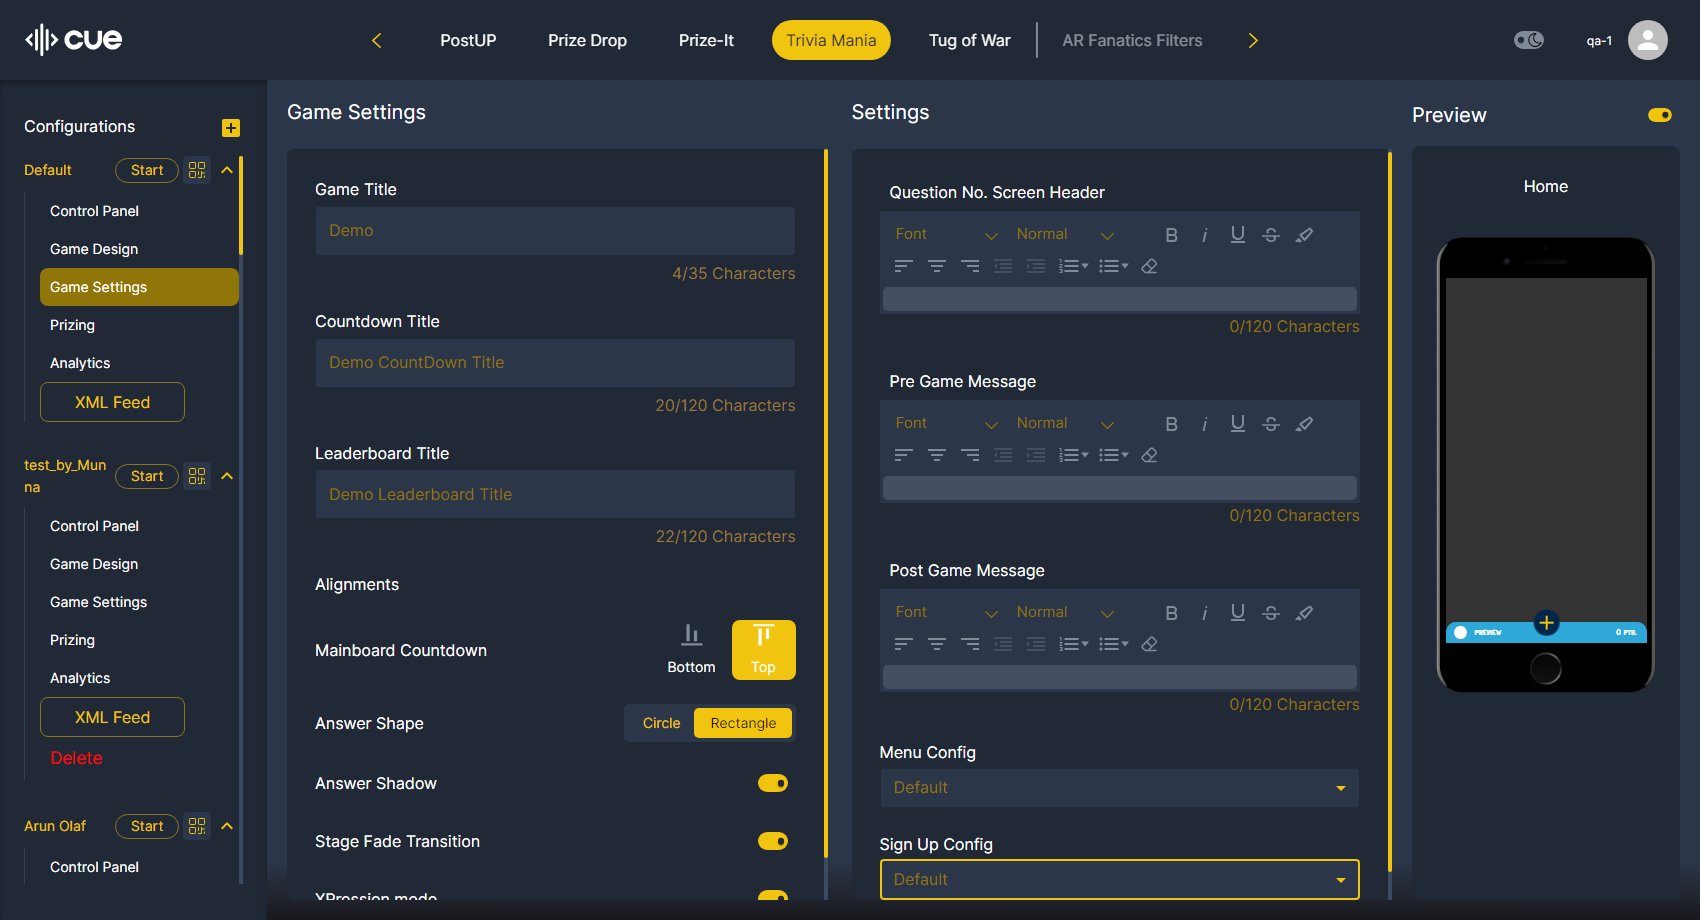 cue
PostUP
Prize Drop
Prize-It
Trivia Mania
Tug of War
AR Fanatics Filters
qa-1
Configurations
Default
Start
Control Panel
Game Design
Game Settings
Prizing
Analytics
XML Feed
test_by_Mun
na
Start
Control Panel
Game Design
Game Settings
Prizing
Analytics
XML Feed
Delete
Arun Olaf
Start
Control Panel
Game Settings
Game Title
Demo
4/35 Characters
Countdown Title
Demo CountDown Title
20/120 Characters
Leaderboard Title
Demo Leaderboard Title
22/120 Characters
Alignments
Mainboard Countdown
Bottom
Top
Answer Shape
Circle
Rectangle
Answer Shadow
Stage Fade Transition
XPression mode
Settings
Question No. Screen Header
Font
Normal
B
i
U
S
0/120 Characters
Pre Game Message
Font
Normal
B
i
U
S
0/120 Characters
Post Game Message
Font
Normal
B
i
U
S
0/120 Characters
Menu Config
Default
Sign Up Config
Default
Preview
Home
PREVIEW
0 PTS.